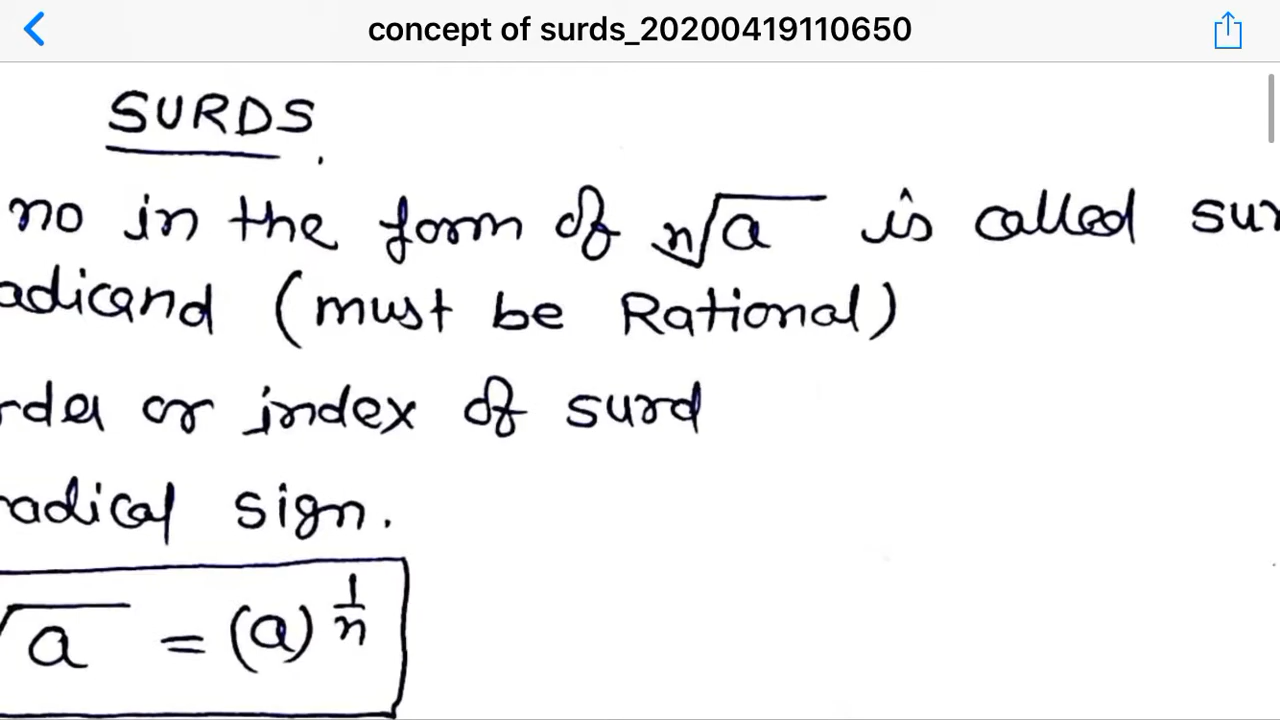 concept of surds_20200419110650
SURDS.
no in the form of ⁿ√a is called sur
adicand (must be Rational)
rder or index of surd
radical sign.
√a = (a)^(1/n)